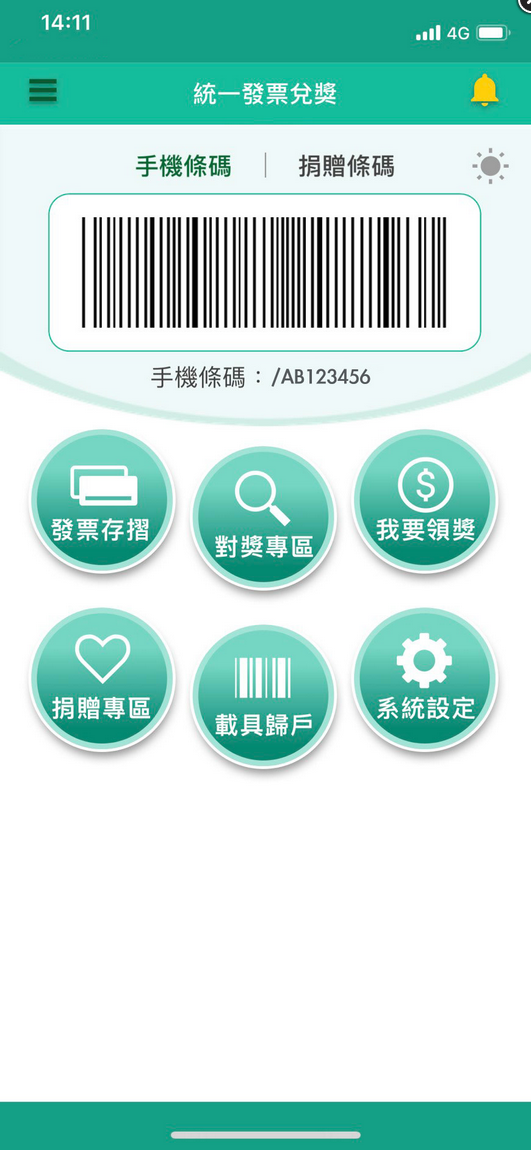 14:11
4G
統一發票兌獎
手機條碼 | 捐贈條碼
手機條碼：/AB123456
發票存摺
對獎專區
我要領獎
捐贈專區
載具歸戶
系統設定